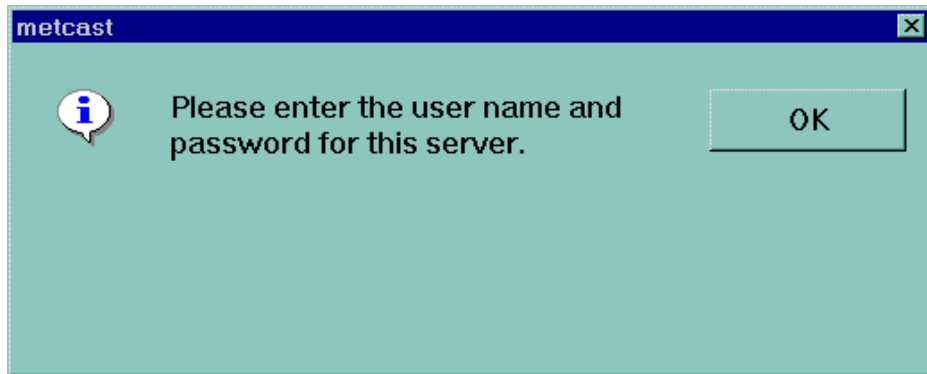 metcast
Please enter the user name and
password for this server.
OK